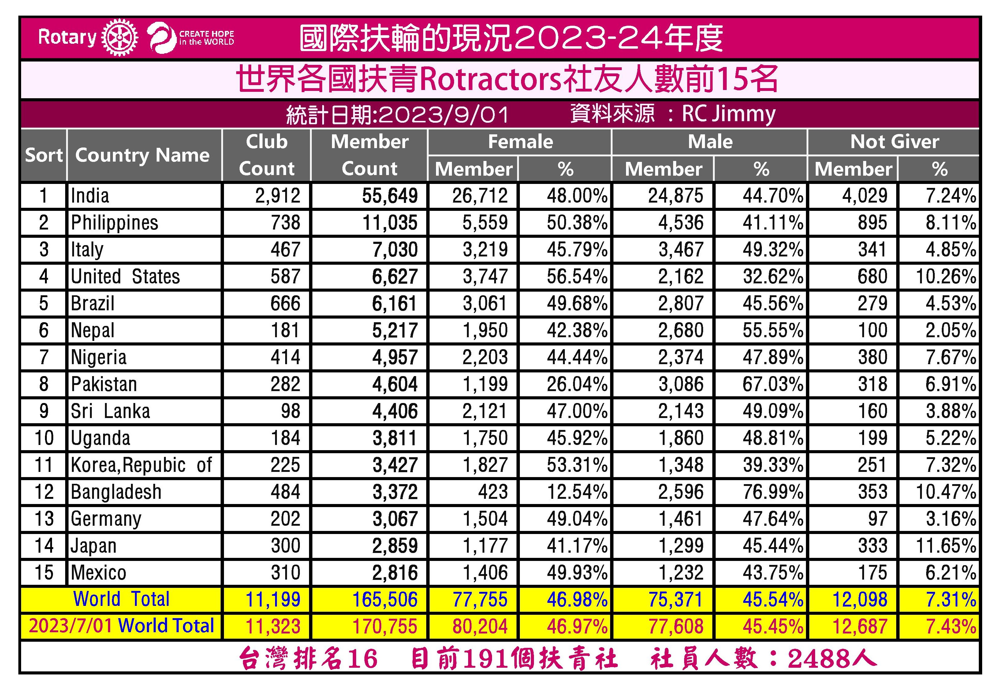 Rotary CREATE HOPE in the WORLD 國際扶輪的現況2023-24年度
世界各國扶青Rotractors社友人數前15名
統計日期:2023/9/01 資料來源 : RC Jimmy
Sort Country Name Club Count Member Count Female Male Not Giver
Member % Member % Member %
1 India 2,912 55,649 26,712 48.00% 24,875 44.70% 4,029 7.24%
2 Philippines 738 11,035 5,559 50.38% 4,536 41.11% 895 8.11%
3 Italy 467 7,030 3,219 45.79% 3,467 49.32% 341 4.85%
4 United States 587 6,627 3,747 56.54% 2,162 32.62% 680 10.26%
5 Brazil 666 6,161 3,061 49.68% 2,807 45.56% 279 4.53%
6 Nepal 181 5,217 1,950 42.38% 2,680 55.55% 100 2.05%
7 Nigeria 414 4,957 2,203 44.44% 2,374 47.89% 380 7.67%
8 Pakistan 282 4,604 1,199 26.04% 3,086 67.03% 318 6.91%
9 Sri Lanka 98 4,406 2,121 47.00% 2,143 49.09% 160 3.88%
10 Uganda 184 3,811 1,750 45.92% 1,860 48.81% 199 5.22%
11 Korea,Repubic of 225 3,427 1,827 53.31% 1,348 39.33% 251 7.32%
12 Bangladesh 484 3,372 423 12.54% 2,596 76.99% 353 10.47%
13 Germany 202 3,067 1,504 49.04% 1,461 47.64% 97 3.16%
14 Japan 300 2,859 1,177 41.17% 1,299 45.44% 333 11.65%
15 Mexico 310 2,816 1,406 49.93% 1,232 43.75% 175 6.21%
World Total 11,199 165,506 77,755 46.98% 75,371 45.54% 12,098 7.31%
2023/7/01 World Total 11,323 170,755 80,204 46.97% 77,608 45.45% 12,687 7.43%
台灣排名16 目前191個扶青社 社員人數：2488人